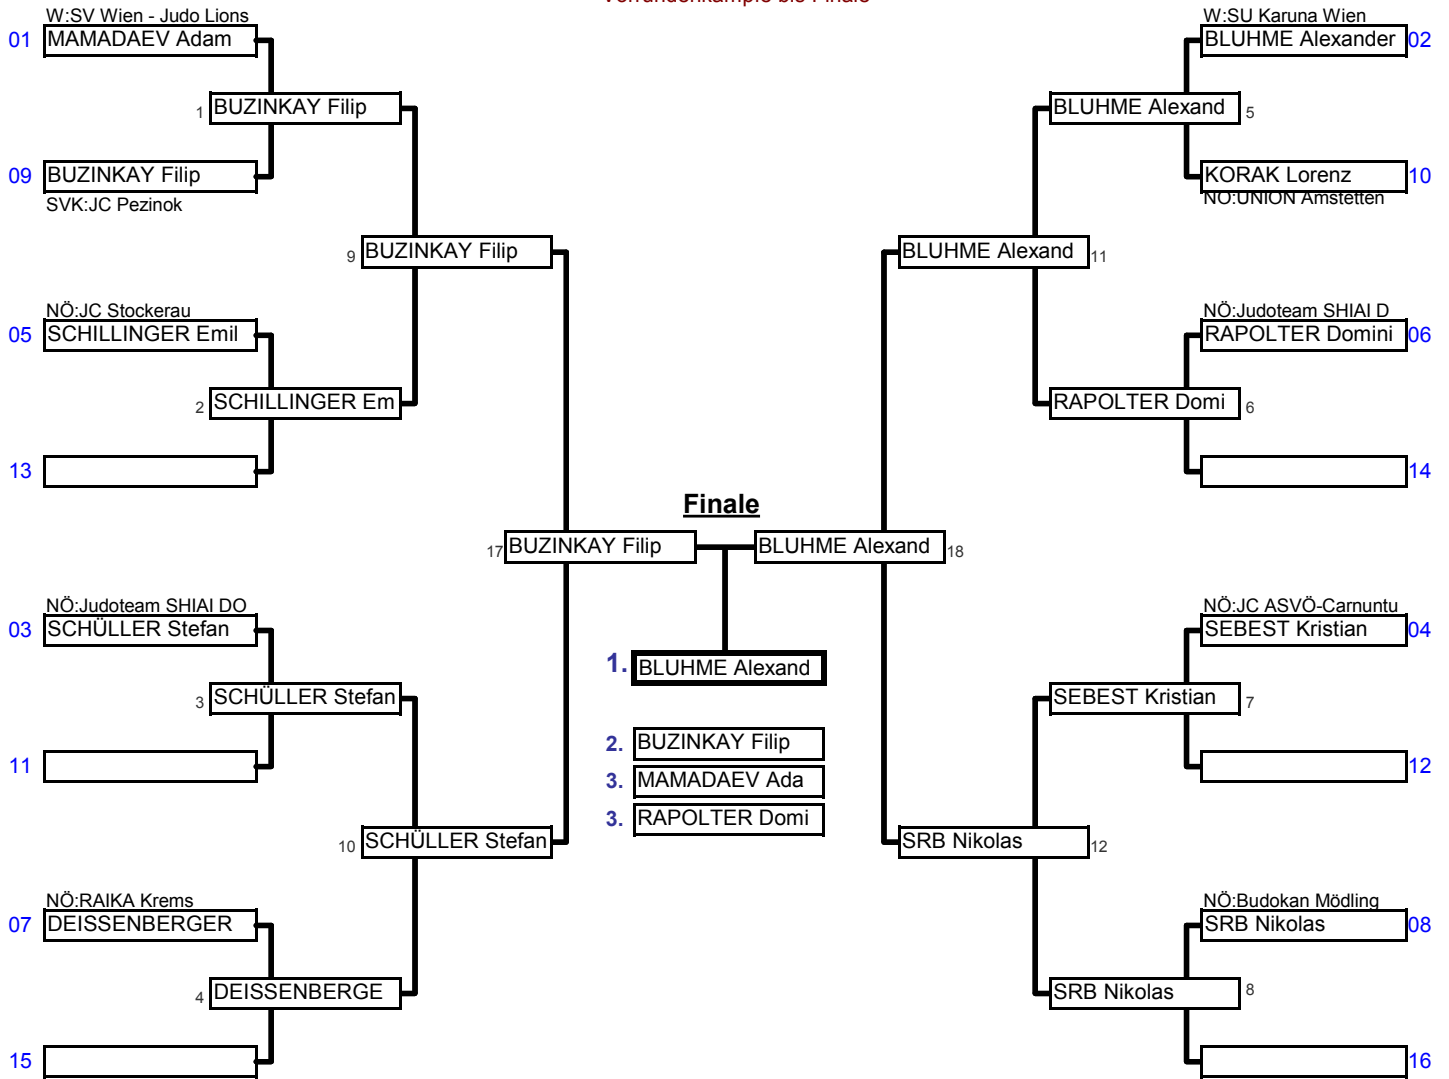 Vorrundenkämpfe bis Finale
W:SV Wien - Judo Lions
01 MAMADAEV Adam
1 BUZINKAY Filip
09 BUZINKAY Filip
SVK:JC Pezinok
9 BUZINKAY Filip
NÖ:JC Stockerau
05 SCHILLINGER Emil
2 SCHILLINGER Em
13
17 BUZINKAY Filip
NÖ:Judoteam SHIAI DO
03 SCHÜLLER Stefan
3 SCHÜLLER Stefan
11
10 SCHÜLLER Stefan
NÖ:RAIKA Krems
07 DEISSENBERGER
4 DEISSENBERGE
15
Finale
1. BLUHME Alexand
2. BUZINKAY Filip
3. MAMADAEV Ada
3. RAPOLTER Domi
W:SU Karuna Wien
BLUHME Alexander 02
BLUHME Alexand 5
KORAK Lorenz 10
NÖ:UNION Amstetten
BLUHME Alexand 11
NÖ:Judoteam SHIAI D
RAPOLTER Domini 06
RAPOLTER Domi 6
14
BLUHME Alexand 18
NÖ:JC ASVÖ-Carnuntu
SEBEST Kristian 04
SEBEST Kristian 7
12
SRB Nikolas 12
NÖ:Budokan Mödling
SRB Nikolas 08
SRB Nikolas 8
16